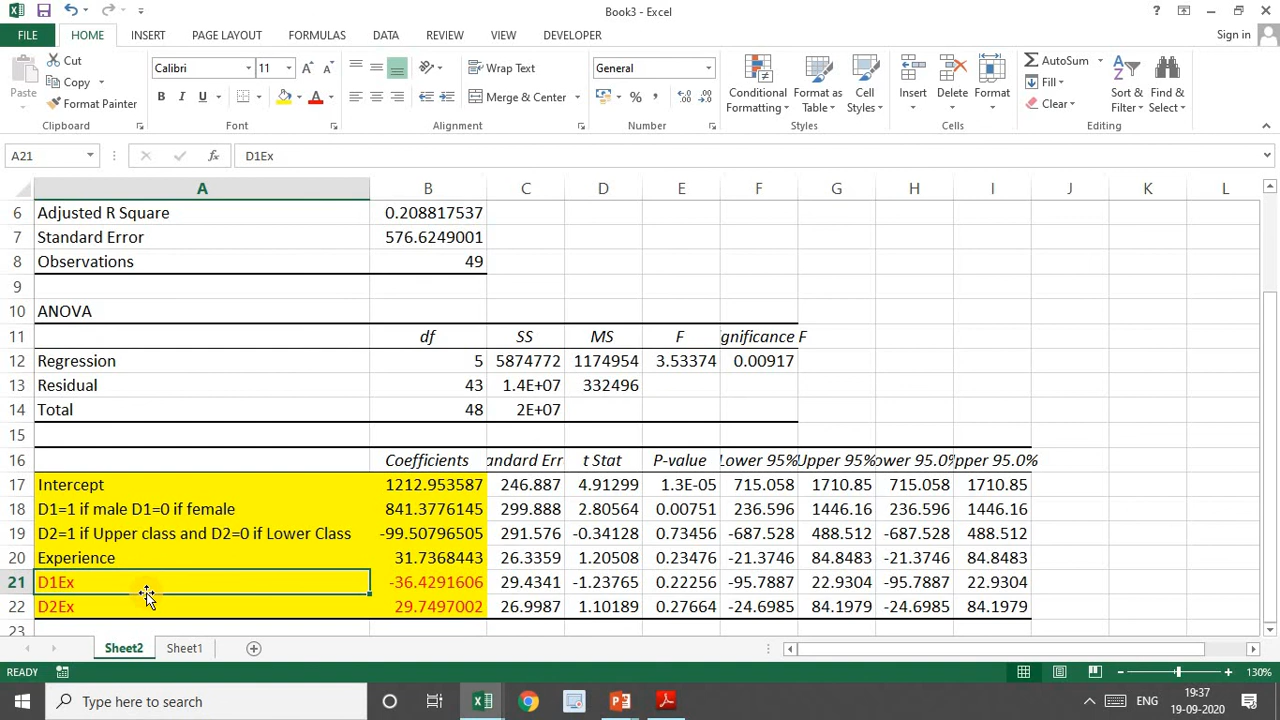 Book3 - Excel
FILE HOME INSERT PAGE LAYOUT FORMULAS DATA REVIEW VIEW DEVELOPER Sign in
Paste Cut Copy Format Painter
Calibri 11 Wrap Text General
Merge & Center
Conditional Formatting Format as Table Cell Styles Insert Delete Format
AutoSum Fill Clear Sort & Filter Find & Select
Clipboard Font Alignment Number Styles Cells Editing
A21 fx D1Ex
A B C D E F G H I J K L
6 Adjusted R Square 0.208817537
7 Standard Error 576.6249001
8 Observations 49
9
10 ANOVA
11 df SS MS F gnificance F
12 Regression 5 5874772 1174954 3.53374 0.00917
13 Residual 43 1.4E+07 332496
14 Total 48 2E+07
15
16 Coefficients andard Err t Stat P-value Lower 95% Upper 95% ower 95.0% pper 95.0%
17 Intercept 1212.953587 246.887 4.91299 1.3E-05 715.058 1710.85 715.058 1710.85
18 D1=1 if male D1=0 if female 841.3776145 299.888 2.80564 0.00751 236.596 1446.16 236.596 1446.16
19 D2=1 if Upper class and D2=0 if Lower Class -99.50796505 291.576 -0.34128 0.73456 -687.528 488.512 -687.528 488.512
20 Experience 31.7368443 26.3359 1.20508 0.23476 -21.3746 84.8483 -21.3746 84.8483
21 D1Ex -36.4291606 29.4341 -1.23765 0.22256 -95.7887 22.9304 -95.7887 22.9304
22 D2Ex 29.7497002 26.9987 1.10189 0.27664 -24.6985 84.1979 -24.6985 84.1979
23
Sheet2 Sheet1
READY 130%
Type here to search ENG 19:37
19-09-2020